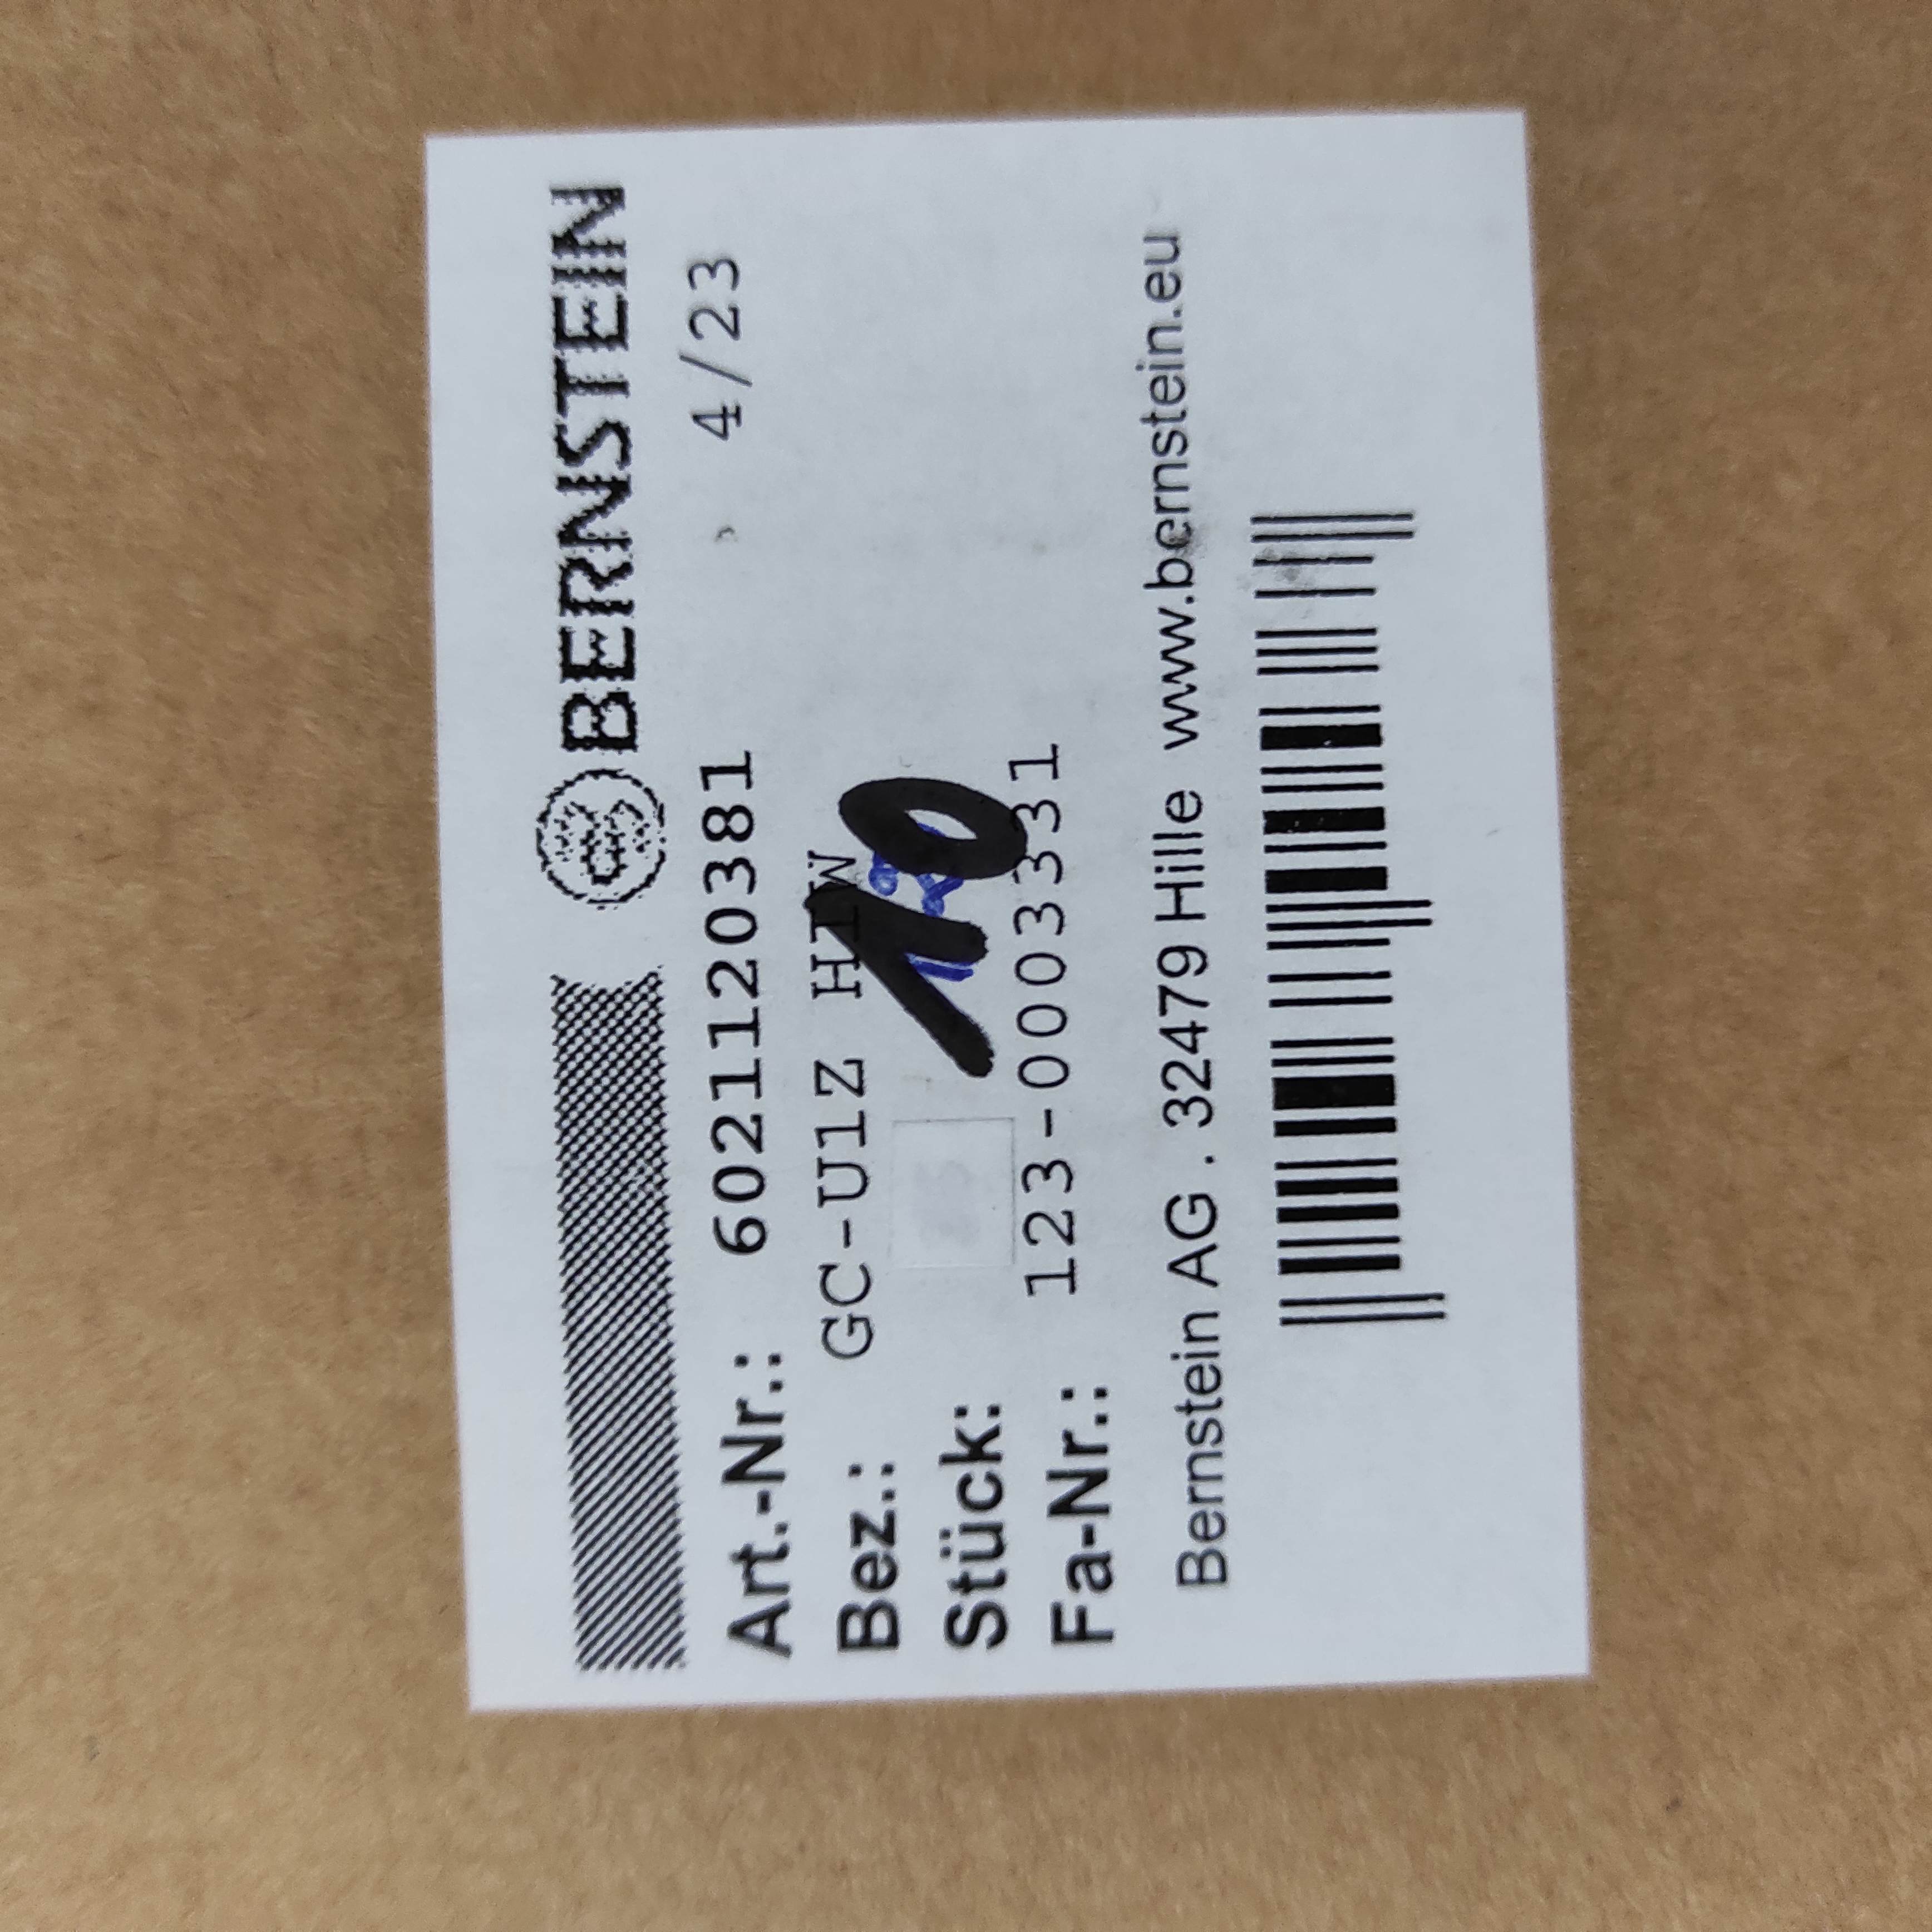 BERNSTEIN
Art.-Nr.: 6021120381 4/23
Bez.: GC-U1Z HIW
Stück: 10
Fa-Nr.: 123-0003331
Bernstein AG . 32479 Hille www.bernstein.eu